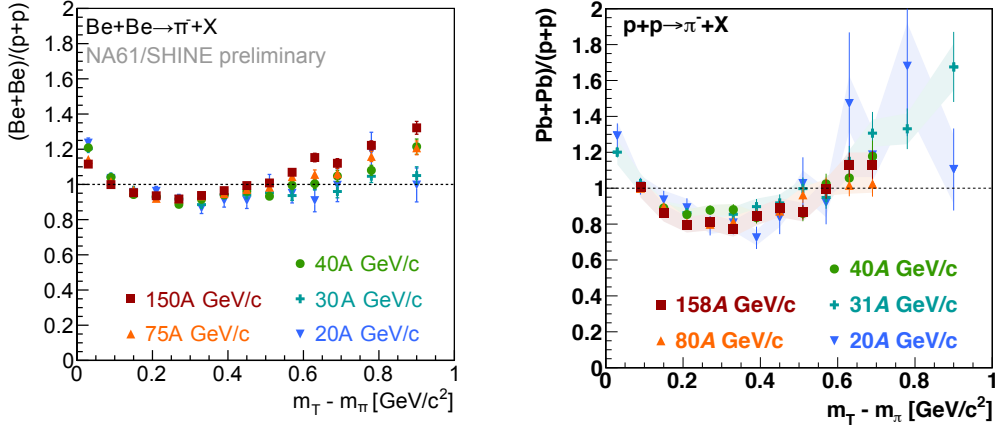 (Be+Be)/(p+p)
2
1.8
1.6
1.4
1.2
1
0.8
0.6
0.4
0.2
0
Be+Be→π⁻+X
NA61/SHINE preliminary
40A GeV/c
150A GeV/c
30A GeV/c
75A GeV/c
20A GeV/c
0 0.2 0.4 0.6 0.8 1
m_T - m_π [GeV/c²]
Pb+Pb)/(p+p)
2
1.8
1.6
1.4
1.2
1
0.8
0.6
0.4
0.2
0
p+p→π⁻+X
40A GeV/c
158A GeV/c
31A GeV/c
80A GeV/c
20A GeV/c
0 0.2 0.4 0.6 0.8 1
m_T - m_π [GeV/c²]